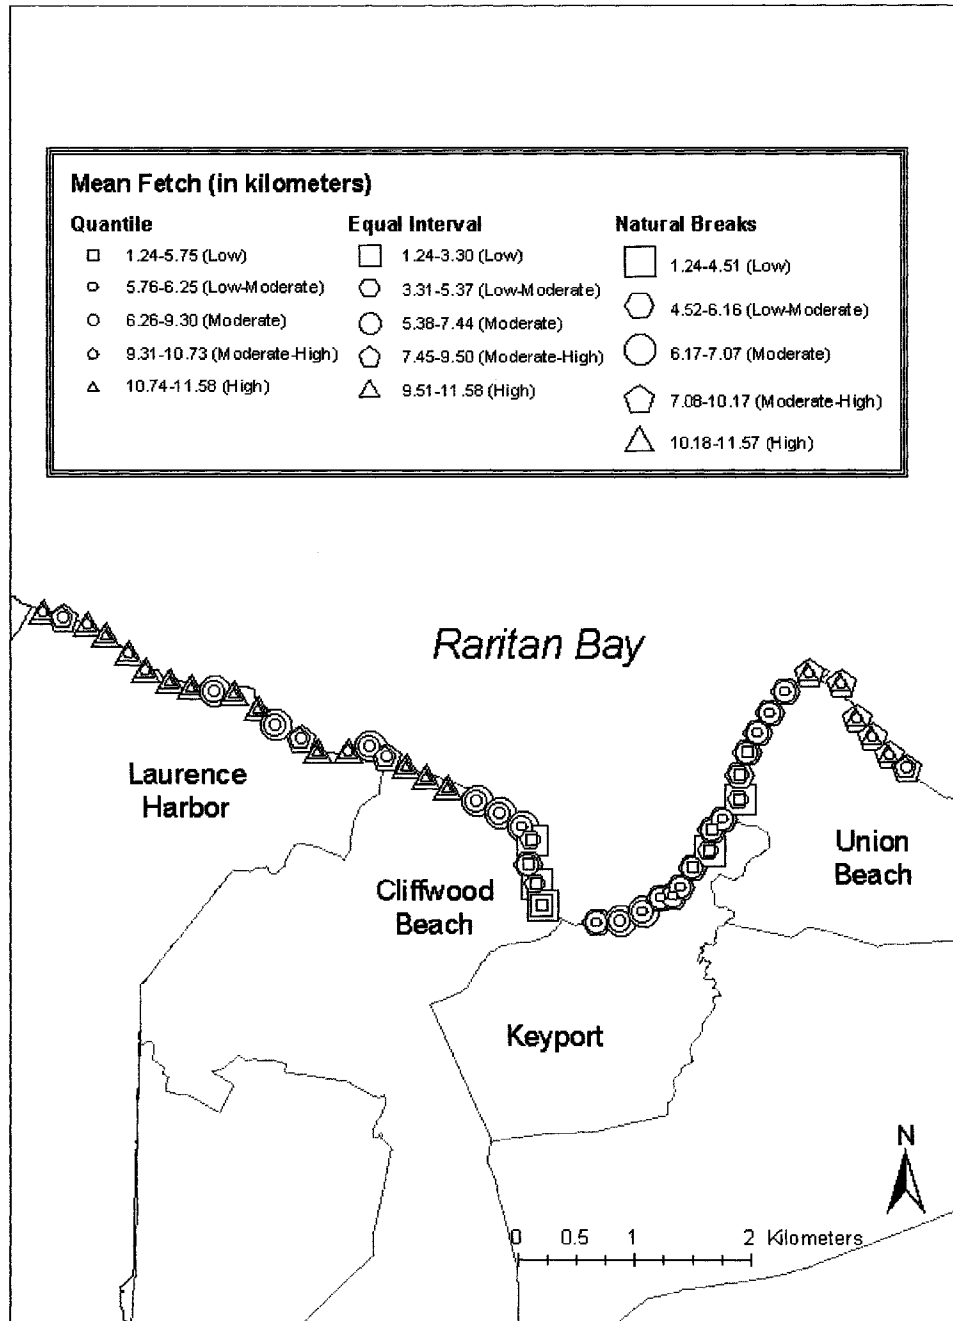 Mean Fetch (in kilometers)
Quantile
1.24-5.75 (Low)
5.76-6.25 (Low-Moderate)
6.26-9.30 (Moderate)
9.31-10.73 (Moderate-High)
10.74-11.58 (High)
Equal Interval
1.24-3.30 (Low)
3.31-5.37 (Low-Moderate)
5.38-7.44 (Moderate)
7.45-9.50 (Moderate-High)
9.51-11.58 (High)
Natural Breaks
1.24-4.51 (Low)
4.52-6.16 (Low-Moderate)
6.17-7.07 (Moderate)
7.08-10.17 (Moderate-High)
10.18-11.57 (High)
Raritan Bay
Laurence
Harbor
Cliffwood
Beach
Union
Beach
Keyport
N
0 0.5 1 2 Kilometers